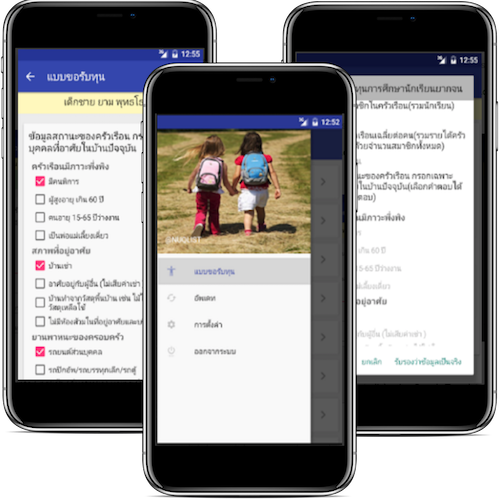 12:55
แบบขอรับทุน
เด็กชาย ยาม พุทธโธ
ข้อมูลสถานะของครัวเรือน กรอ
บุคคลที่อาศัยในบ้านปัจจุบัน
ครัวเรือนมีภาวะพึ่งพิง
มีคนพิการ
ผู้สูงอายุ เกิน 60 ปี
คนอายุ 15-65 ปีว่างงาน
เป็นพ่อแม่เลี้ยงเดี่ยว
สภาพที่อยู่อาศัย
บ้านเช่า
อาศัยอยู่กับผู้อื่น (ไม่เสียค่าเช่า
บ้านทำจากวัสดุพื้นบ้าน เช่น ไม้
วัสดุเหลือใช้
ไม่มีห้องส้วมในที่อยู่อาศัยและบ
ยานพาหนะของครอบครัว
รถยนต์ส่วนบุคคล
รถปิกอัพ/รถบรรทุกเล็ก/รถตู้
12:52
แบบขอรับทุน
อัพเดท
การตั้งค่า
ออกจากระบบ
12:55
ทุนการศึกษานักเรียนยากจน
ชิกในครัวเรือน(รวมนักเรียน)
อนเฉลี่ยต่อคน(รวมรายได้ครัว
ด้วยจำนวนสมาชิกทั้งหมด)
นะของครัวเรือน กรอกเฉพาะ
ในบ้านปัจจุบัน(เลือกคำตอบได้
ตอบ)
มีภาวะพึ่งพิง
เกิน 60 ปี
15-65 ปีว่างงาน
แม่เลี้ยงเดี่ยว
อยู่อาศัย
กับผู้อื่น (ไม่เสียค่าเช่า )
ยกเลิก
รับรองว่าข้อมูลเป็นจริง